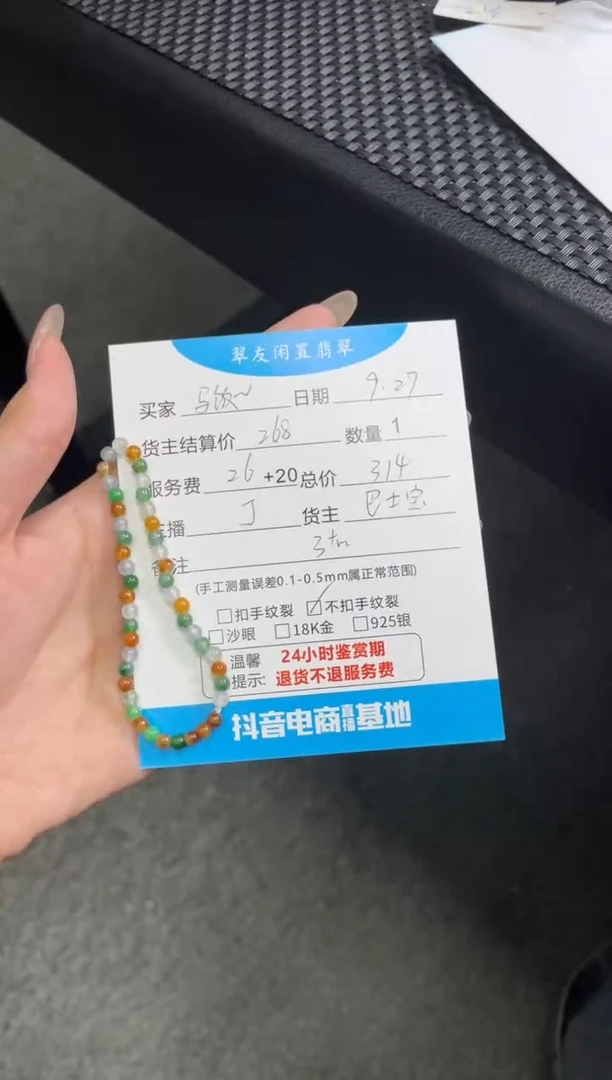 翠友闲置翡翠
买家 日期 9.27
货主结算价 268 数量 1
服务费 26 +20 总价 314
主播 J 货主 巴士宝
备注
(手工测量误差0.1-0.5mm属正常范围)
□扣手纹裂 ☑不扣手纹裂
□沙眼 □18K金 □925银
温馨 24小时鉴赏期
提示: 退货不退服务费
抖音电商直播基地